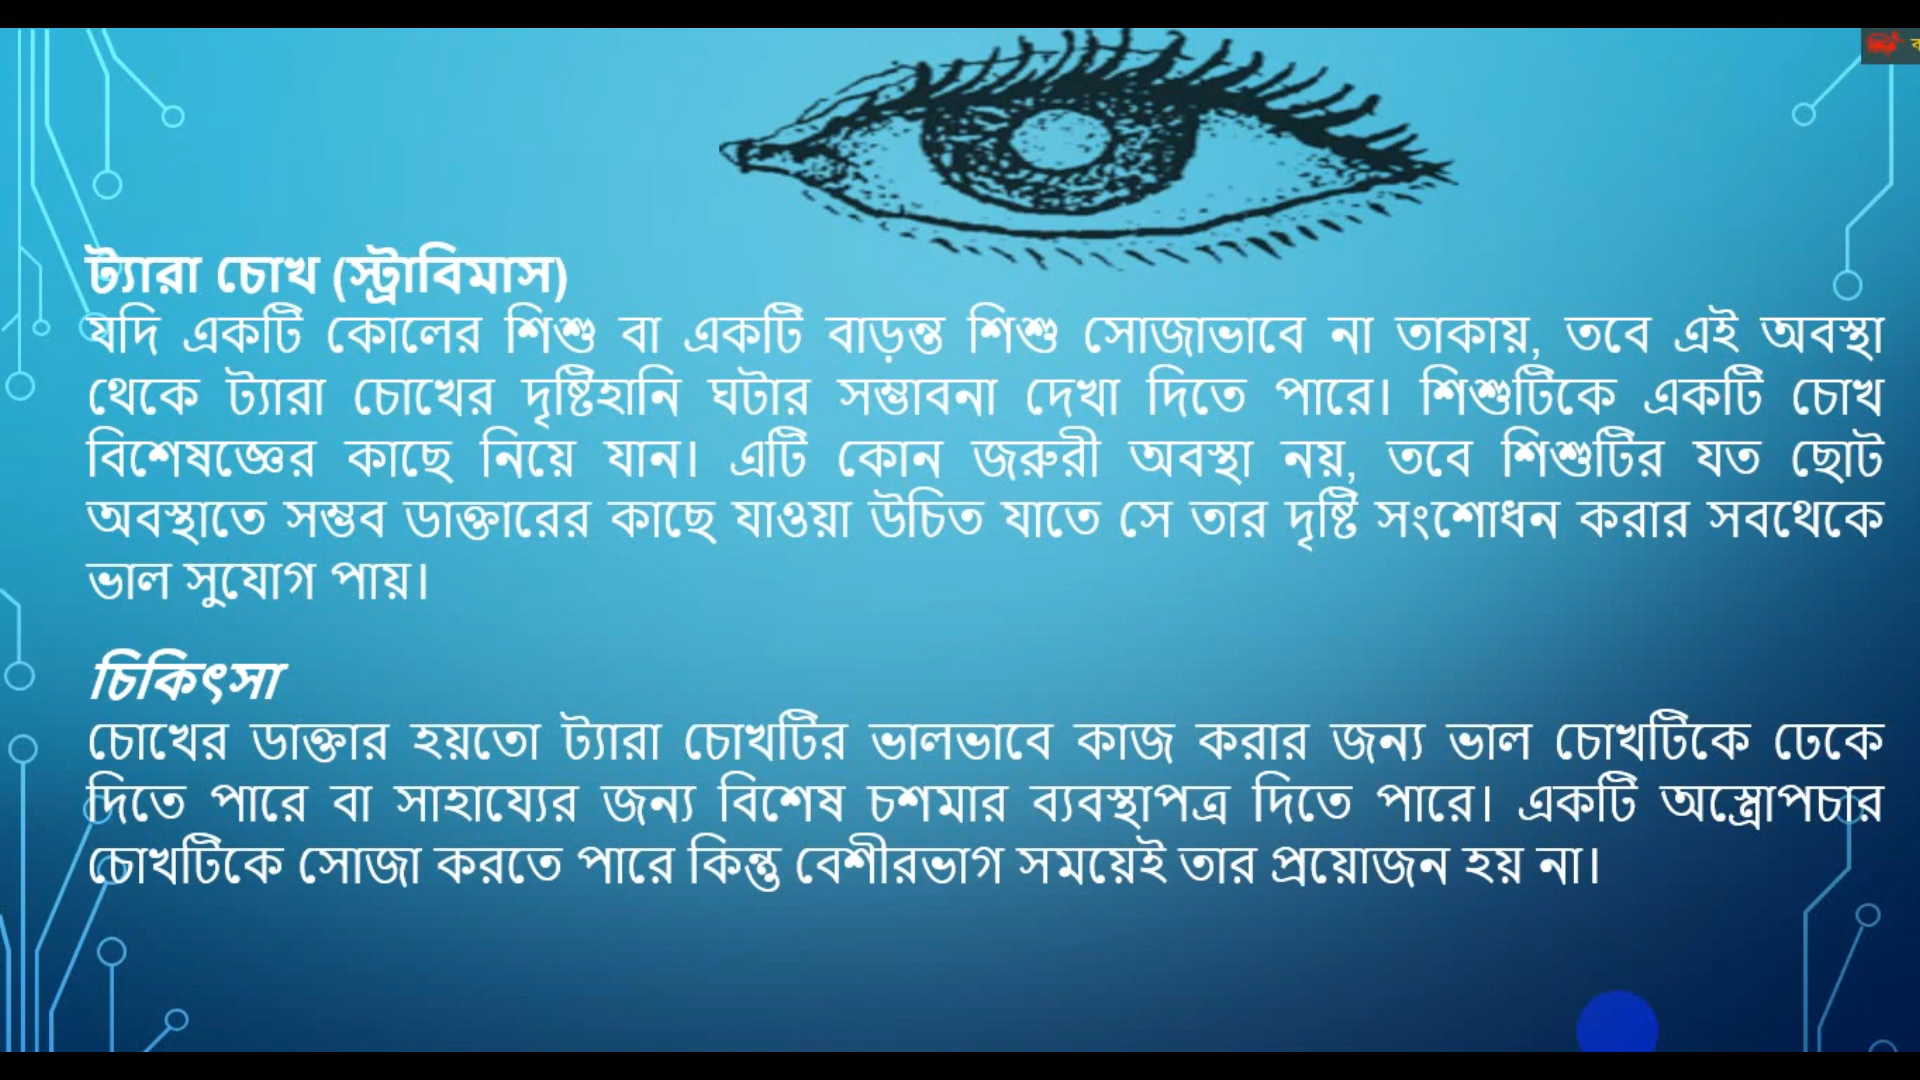 ট্যারা চোখ (স্ট্রাবিমাস)
যদি একটি কোলের শিশু বা একটি বাড়ন্ত শিশু সোজাভাবে না তাকায়, তবে এই অবস্থা
থেকে ট্যারা চোখের দৃষ্টিহানি ঘটার সম্ভাবনা দেখা দিতে পারে। শিশুটিকে একটি চোখ
বিশেষজ্ঞের কাছে নিয়ে যান। এটি কোন জরুরী অবস্থা নয়, তবে শিশুটির যত ছোট
অবস্থাতে সম্ভব ডাক্তারের কাছে যাওয়া উচিত যাতে সে তার দৃষ্টি সংশোধন করার সবথেকে
ভাল সুযোগ পায়।
চিকিৎসা
চোখের ডাক্তার হয়তো ট্যারা চোখটির ভালভাবে কাজ করার জন্য ভাল চোখটিকে ঢেকে
দিতে পারে বা সাহায্যের জন্য বিশেষ চশমার ব্যবস্থাপত্র দিতে পারে। একটি অস্ত্রোপচার
চোখটিকে সোজা করতে পারে কিন্তু বেশীরভাগ সময়েই তার প্রয়োজন হয় না।